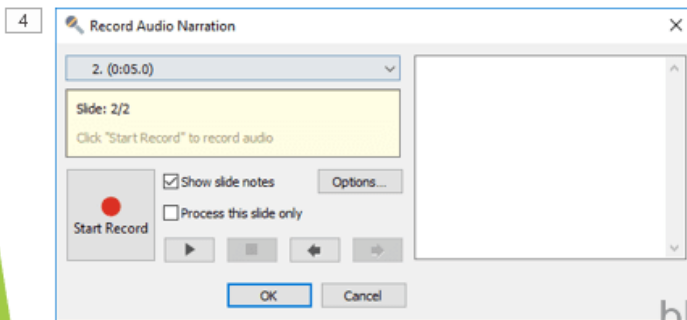 4
Record Audio Narration
2. (0:05.0)
Slide: 2/2
Click "Start Record" to record audio
Show slide notes
Options...
Process this slide only
Start Record
OK
Cancel